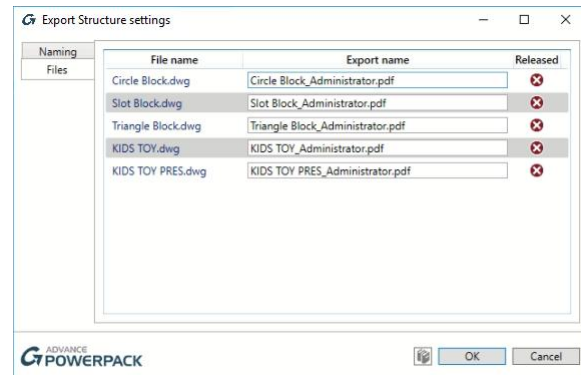 Export Structure settings
Naming
Files
File name Export name Released
Circle Block.dwg Circle Block_Administrator.pdf
Slot Block.dwg Slot Block_Administrator.pdf
Triangle Block.dwg Triangle Block_Administrator.pdf
KIDS TOY.dwg KIDS TOY_Administrator.pdf
KIDS TOY PRES.dwg KIDS TOY PRES_Administrator.pdf
ADVANCE
POWERPACK
OK Cancel